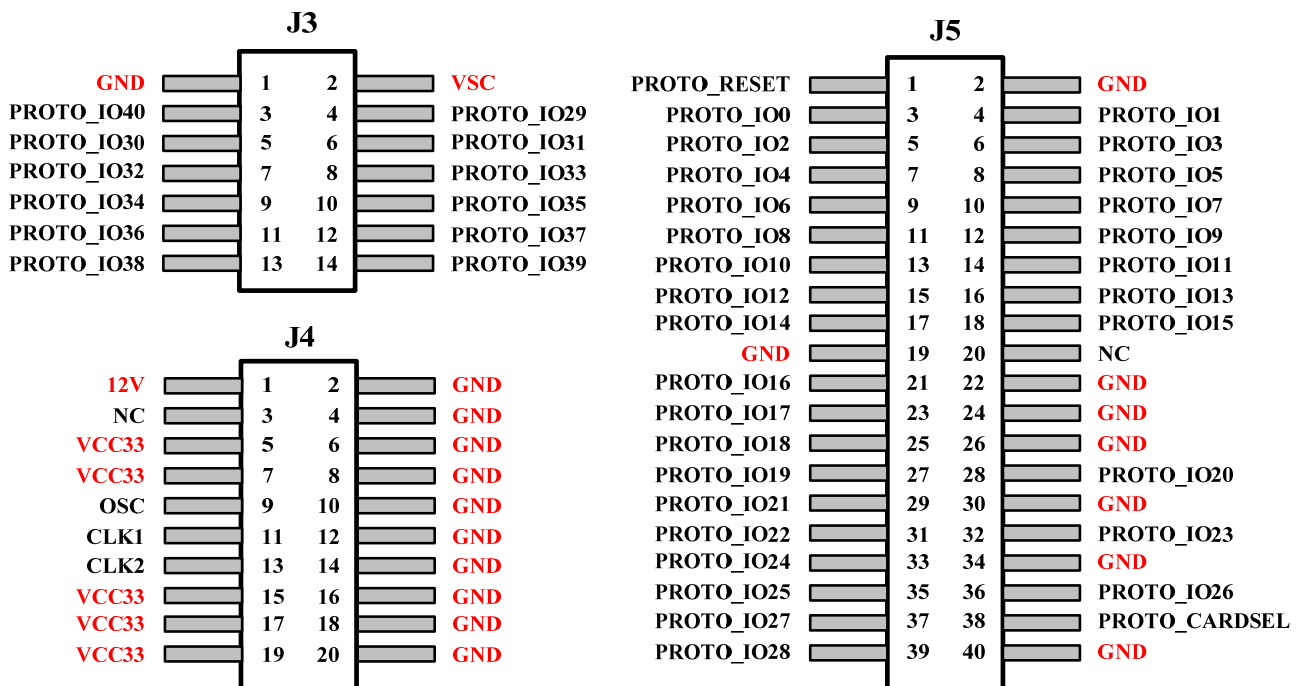 J3
GND 1 2 VSC
PROTO_IO40 3 4 PROTO_IO29
PROTO_IO30 5 6 PROTO_IO31
PROTO_IO32 7 8 PROTO_IO33
PROTO_IO34 9 10 PROTO_IO35
PROTO_IO36 11 12 PROTO_IO37
PROTO_IO38 13 14 PROTO_IO39
J4
12V 1 2 GND
NC 3 4 GND
VCC33 5 6 GND
VCC33 7 8 GND
OSC 9 10 GND
CLK1 11 12 GND
CLK2 13 14 GND
VCC33 15 16 GND
VCC33 17 18 GND
VCC33 19 20 GND
J5
PROTO_RESET 1 2 GND
PROTO_IO0 3 4 PROTO_IO1
PROTO_IO2 5 6 PROTO_IO3
PROTO_IO4 7 8 PROTO_IO5
PROTO_IO6 9 10 PROTO_IO7
PROTO_IO8 11 12 PROTO_IO9
PROTO_IO10 13 14 PROTO_IO11
PROTO_IO12 15 16 PROTO_IO13
PROTO_IO14 17 18 PROTO_IO15
GND 19 20 NC
PROTO_IO16 21 22 GND
PROTO_IO17 23 24 GND
PROTO_IO18 25 26 GND
PROTO_IO19 27 28 PROTO_IO20
PROTO_IO21 29 30 GND
PROTO_IO22 31 32 PROTO_IO23
PROTO_IO24 33 34 GND
PROTO_IO25 35 36 PROTO_IO26
PROTO_IO27 37 38 PROTO_CARDSEL
PROTO_IO28 39 40 GND